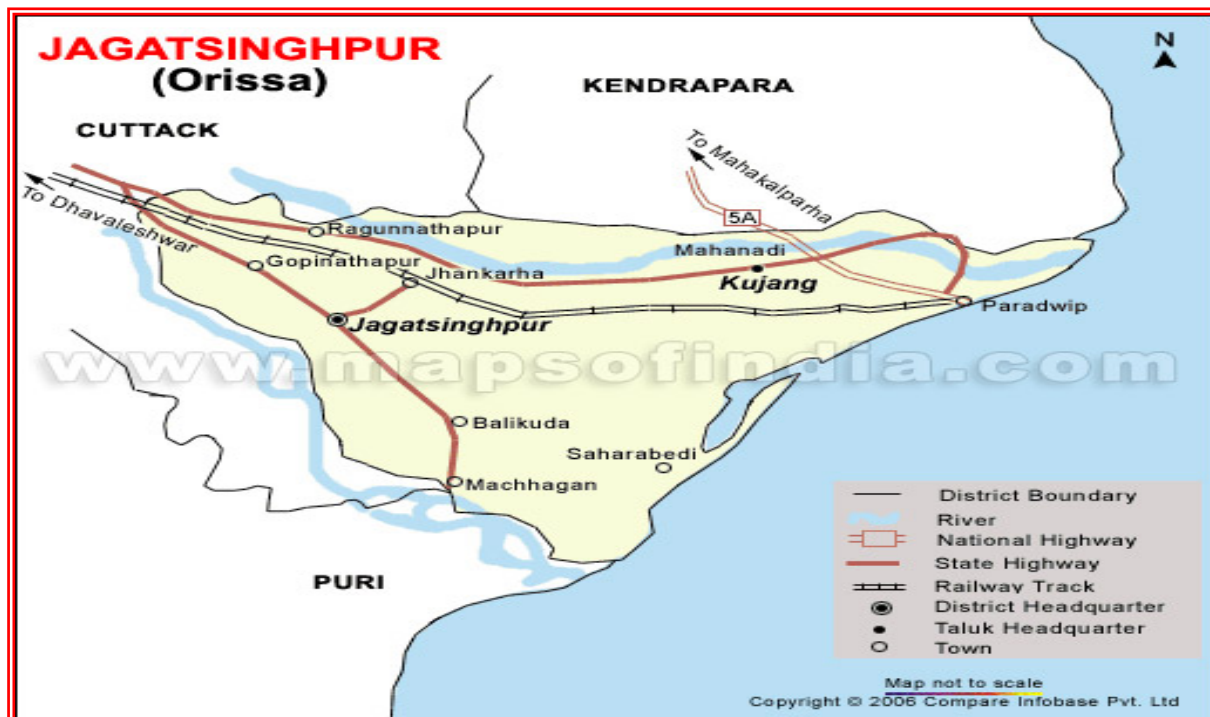 JAGATSINGHPUR
(Orissa)
N
KENDRAPARA
CUTTACK
To Mahakalparha
To Dhavaleshwar
5A
Ragunnathapur
Mahanadi
Gopinathapur
Jhankarha
Kujang
Paradwip
Jagatsinghpur
www.mapsofindia.com
Balikuda
Saharabedi
Machhagan
PURI
District Boundary
River
National Highway
State Highway
Railway Track
District Headquarter
Taluk Headquarter
Town
Map not to scale
Copyright © 2006 Compare Infobase Pvt. Ltd